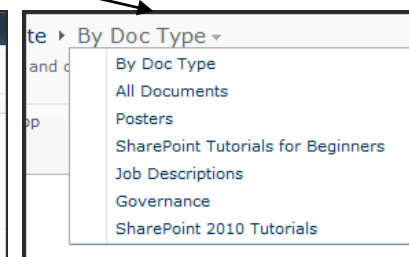 te ▸ By Doc Type
and
By Doc Type
All Documents
op
Posters
SharePoint Tutorials for Beginners
Job Descriptions
Governance
SharePoint 2010 Tutorials